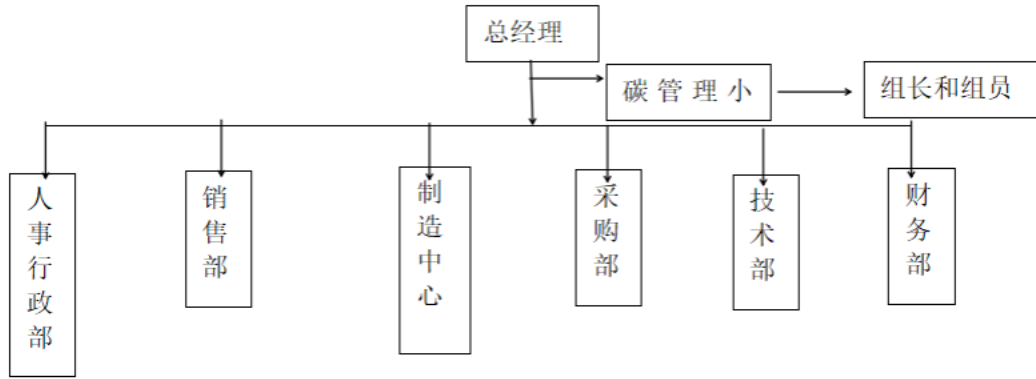 总经理
碳管理小
组长和组员
人事行政部
销售部
制造中心
采购部
技术部
财务部